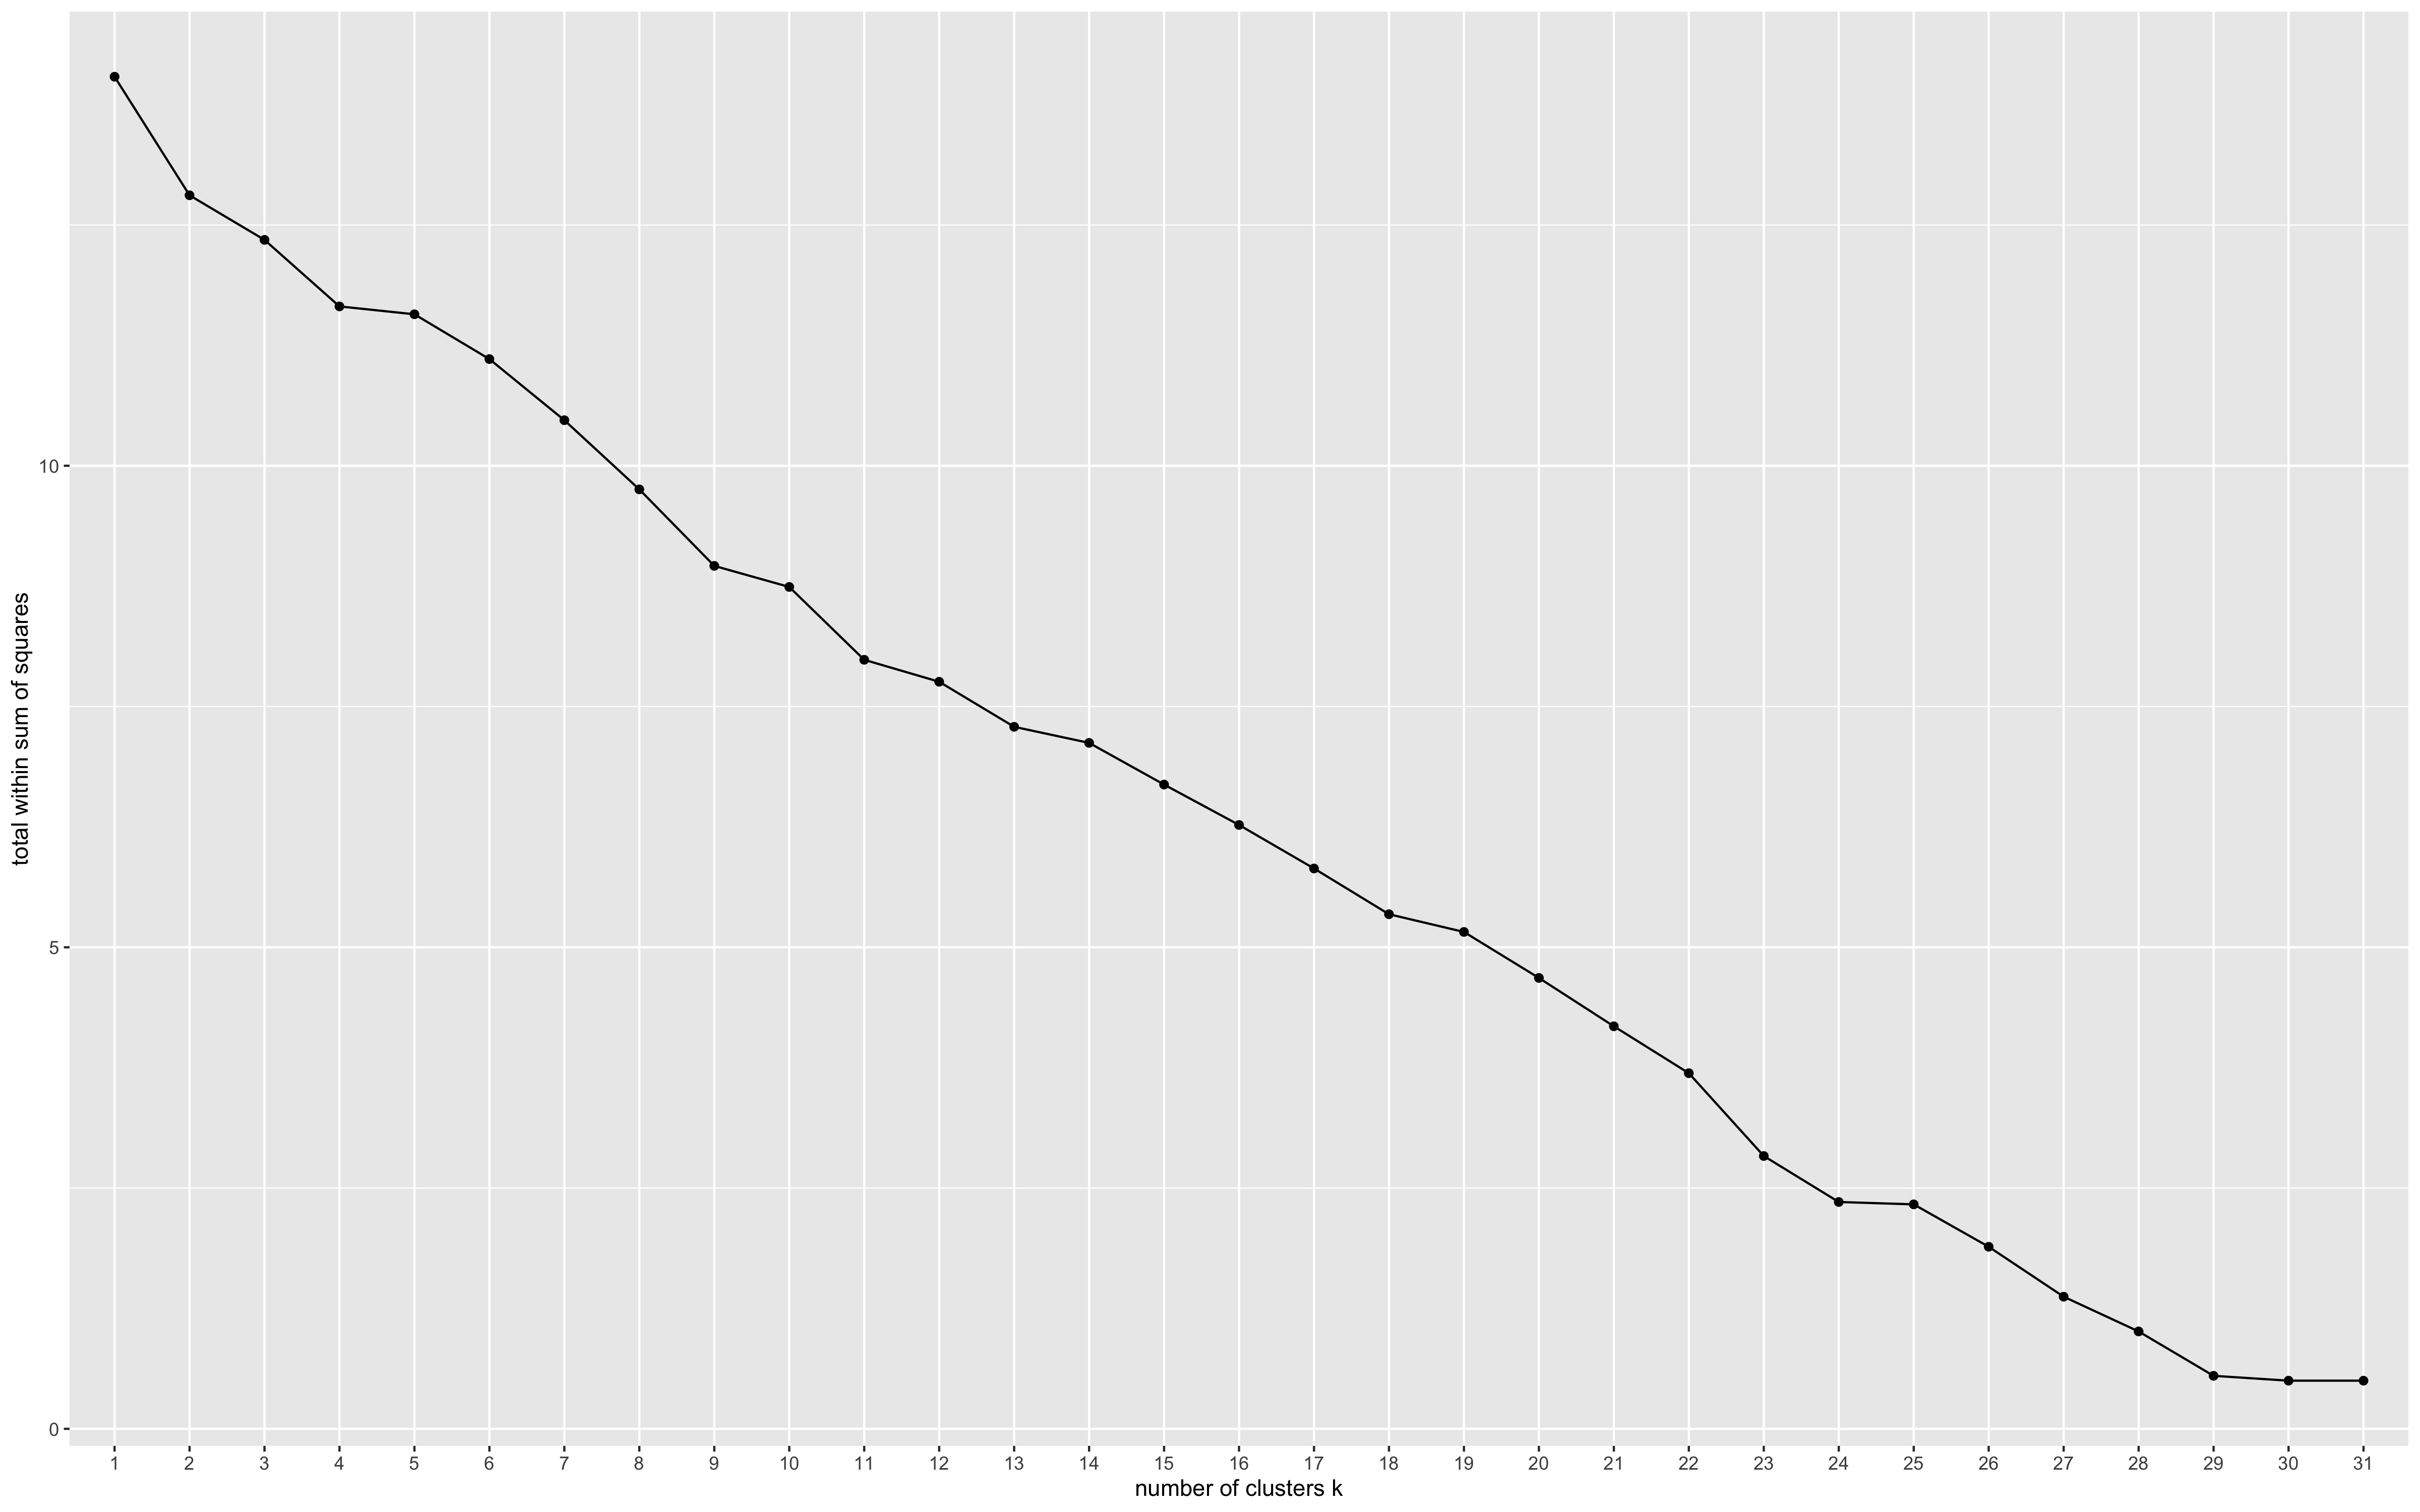 total within sum of squares
10
5
0
1 2 3 4 5 6 7 8 9 10 11 12 13 14 15 16 17 18 19 20 21 22 23 24 25 26 27 28 29 30 31
number of clusters k